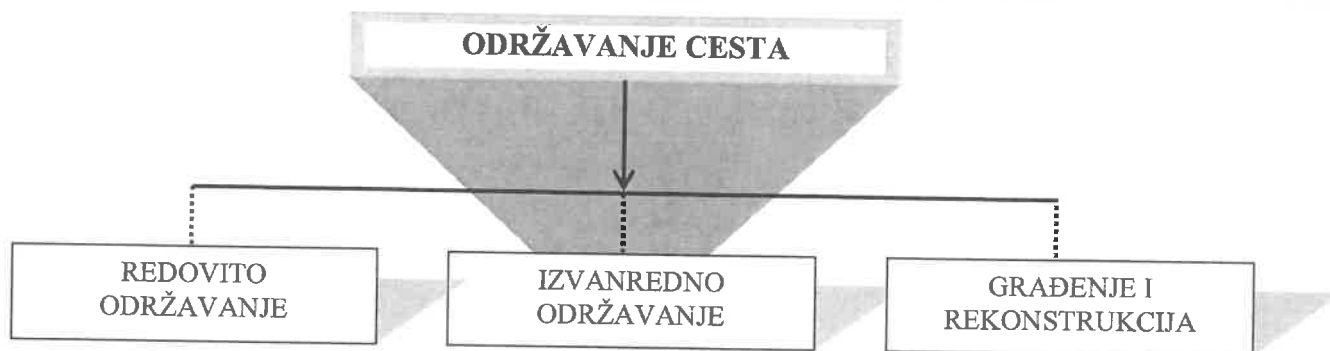 ODRŽAVANJE CESTA
REDOVITO
ODRŽAVANJE
IZVANREDNO
ODRŽAVANJE
GRAĐENJE I
REKONSTRUKCIJA